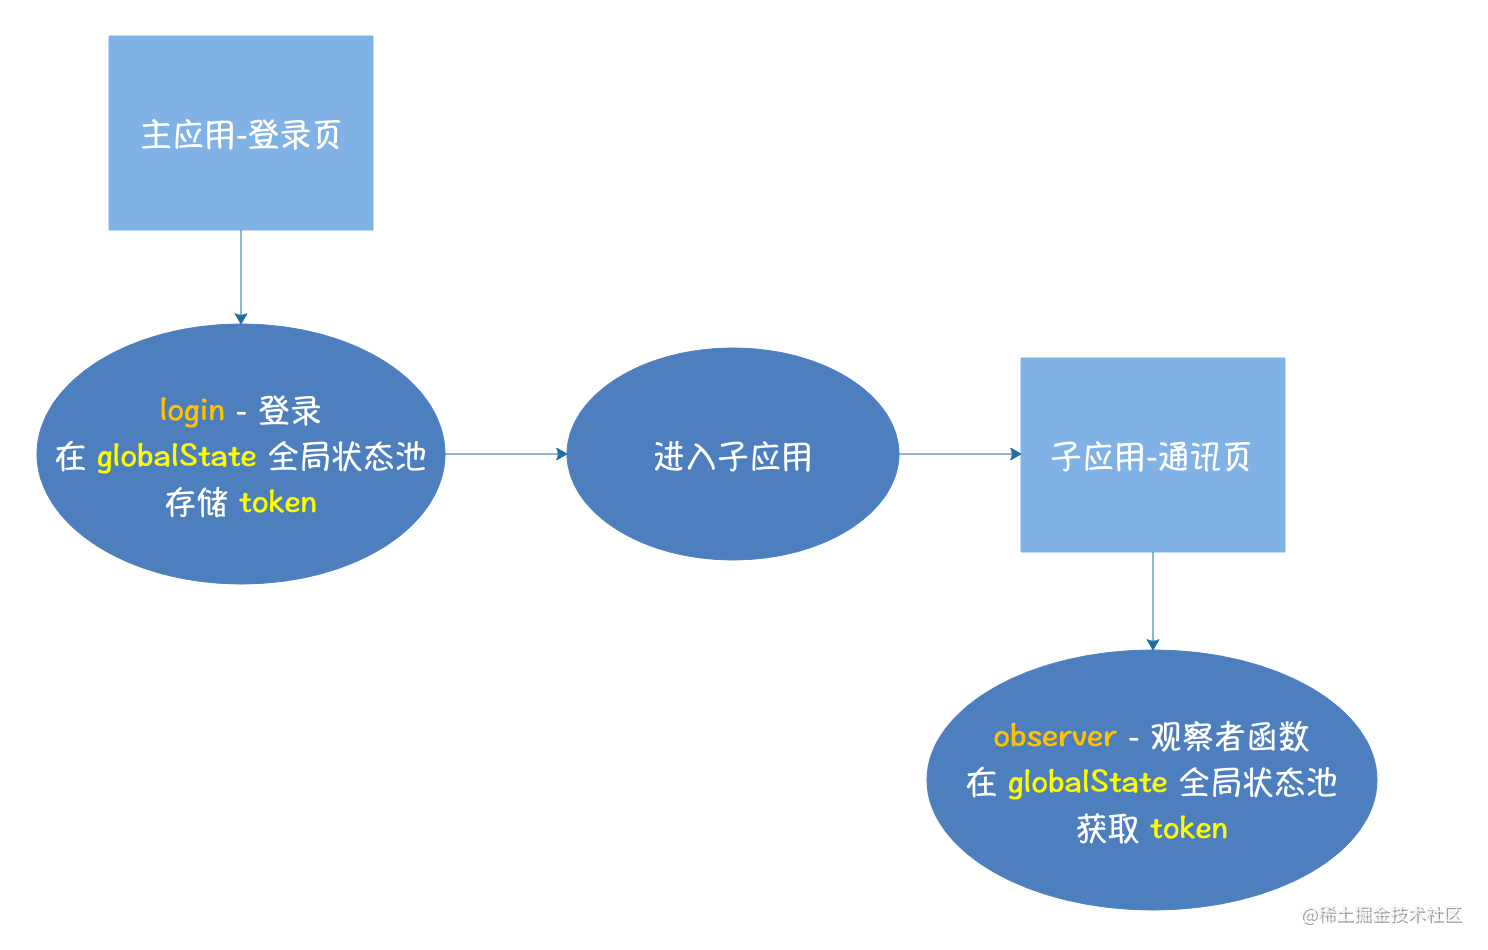 主应用-登录页
login - 登录
在 globalState 全局状态池
存储 token
进入子应用
子应用-通讯页
observer - 观察者函数
在 globalState 全局状态池
获取 token
@稀土掘金技术社区